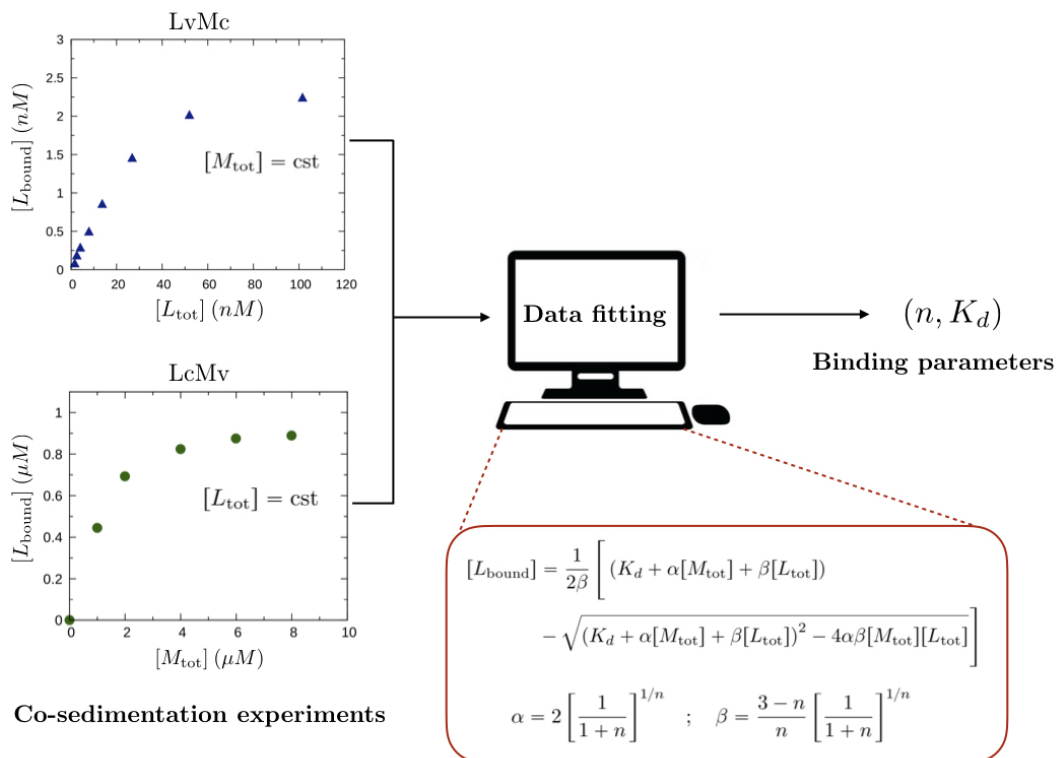 LvMc
3
2.5
2
1.5
1
0.5
0
[L_bound] (nM)
[M_tot] = cst
0 20 40 60 80 100 120
[L_tot] (nM)
LcMv
1
0.8
0.6
0.4
0.2
0
[L_bound] (μM)
[L_tot] = cst
0 2 4 6 8 10
[M_tot] (μM)
Co-sedimentation experiments
Data fitting
(n, K_d)
Binding parameters
[L_bound] = 1/2β [ (K_d + α[M_tot] + β[L_tot])
− √((K_d + α[M_tot] + β[L_tot])² − 4αβ[M_tot][L_tot]) ]
α = 2 [1/(1 + n)]^{1/n} ; β = (3 − n)/n [1/(1 + n)]^{1/n}